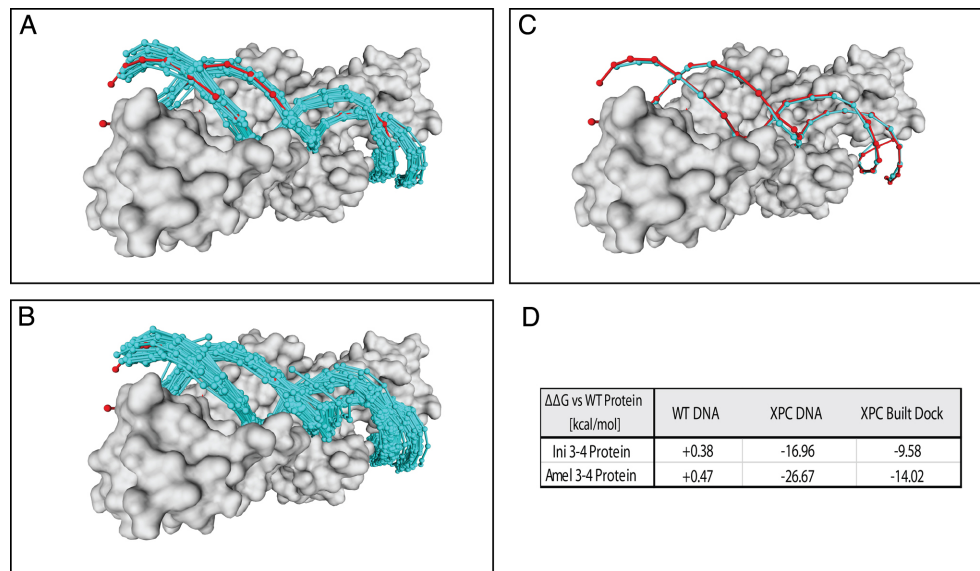 A
C
B
D
ΔΔG vs WT Protein [kcal/mol] WT DNA XPC DNA XPC Built Dock
Ini 3-4 Protein +0.38 -16.96 -9.58
Amel 3-4 Protein +0.47 -26.67 -14.02